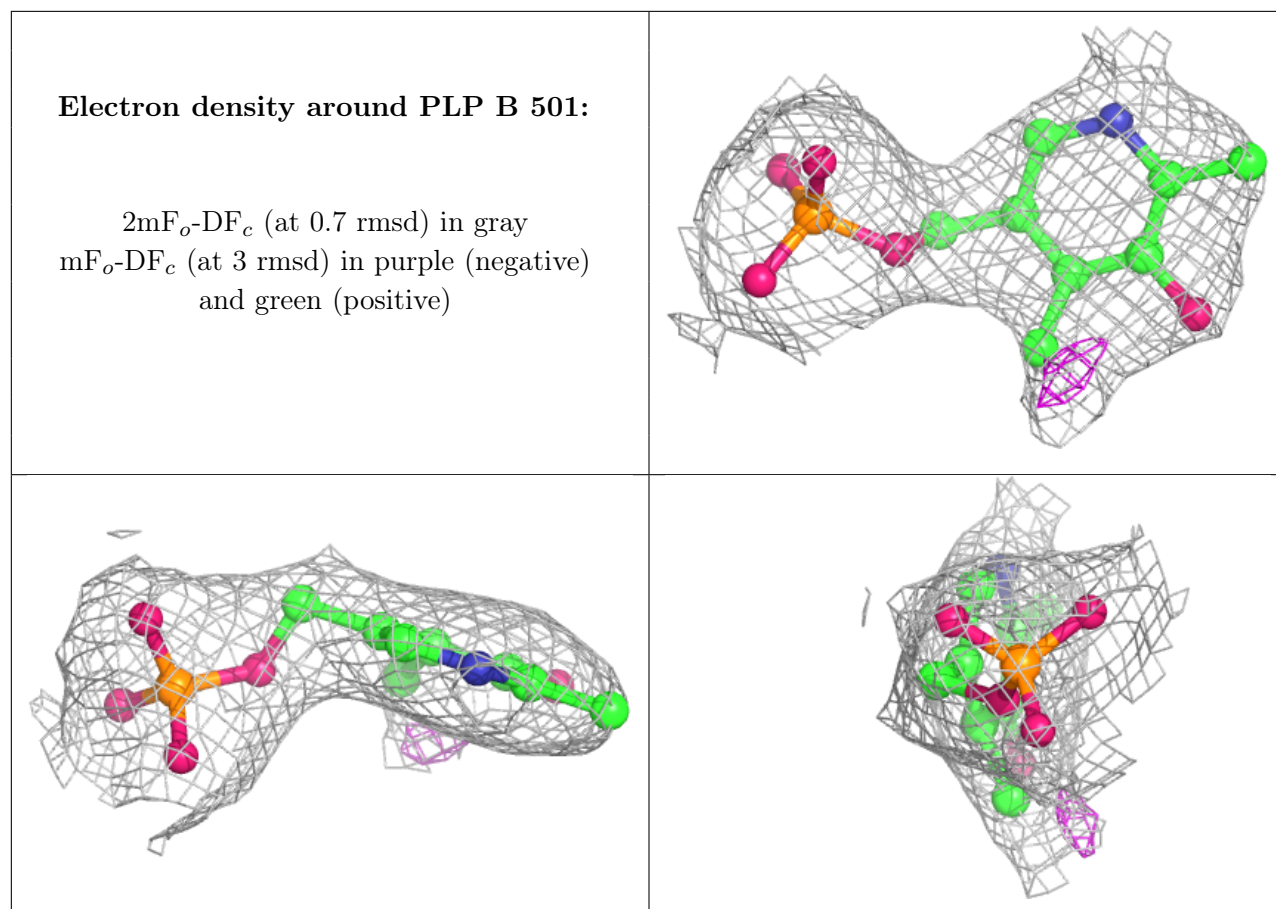 Electron density around PLP B 501:
2mFo-DFc (at 0.7 rmsd) in gray
mFo-DFc (at 3 rmsd) in purple (negative)
and green (positive)